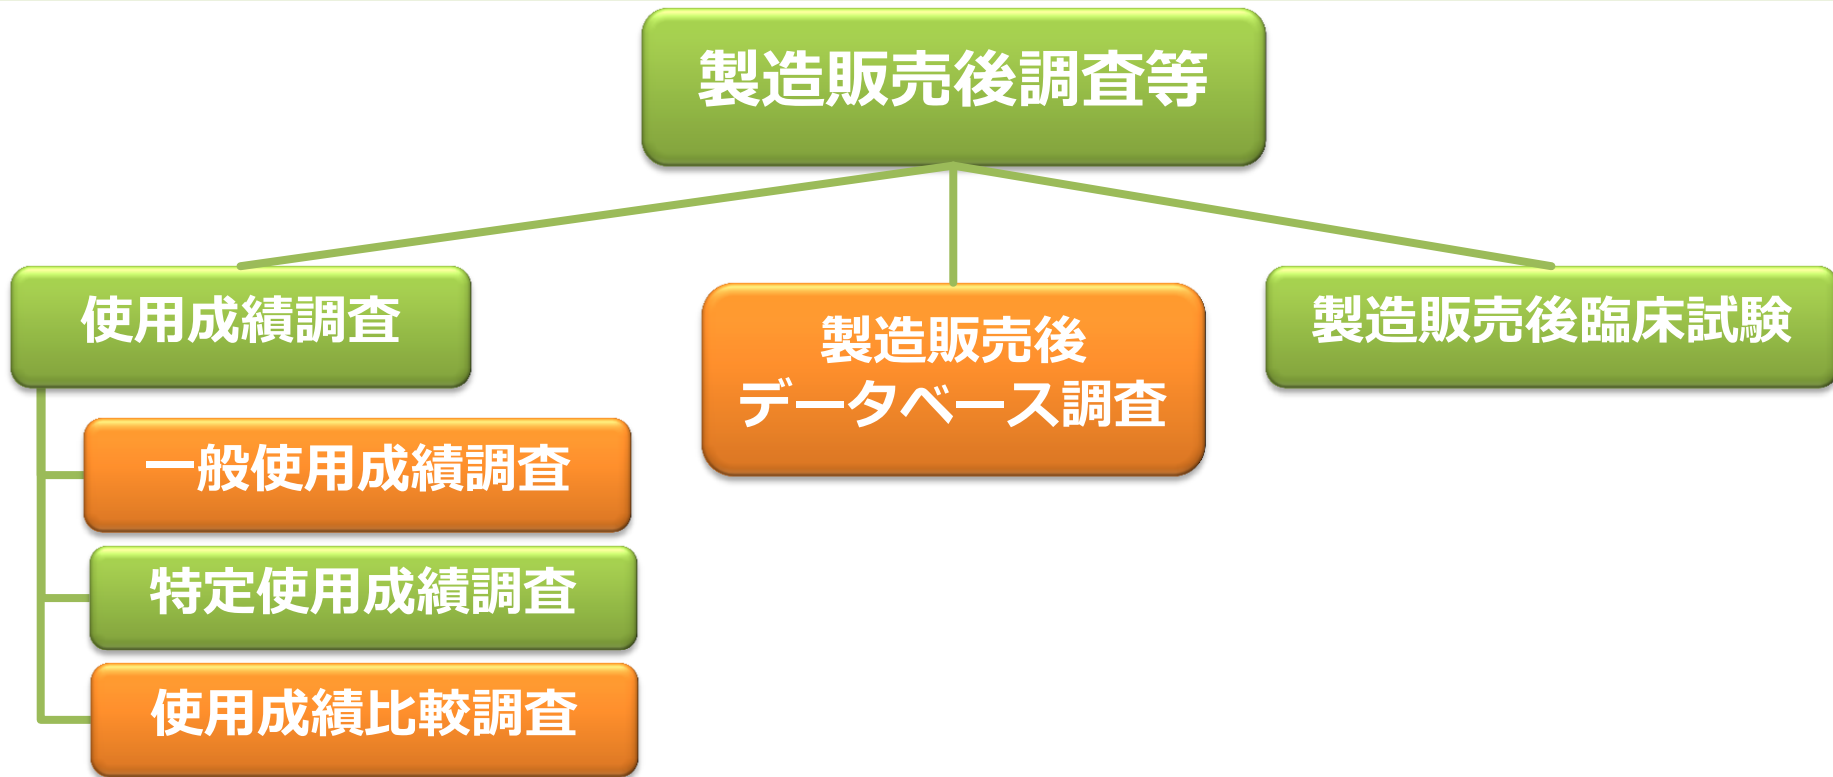 製造販売後調査等
使用成績調査
製造販売後
データベース調査
製造販売後臨床試験
一般使用成績調査
特定使用成績調査
使用成績比較調査